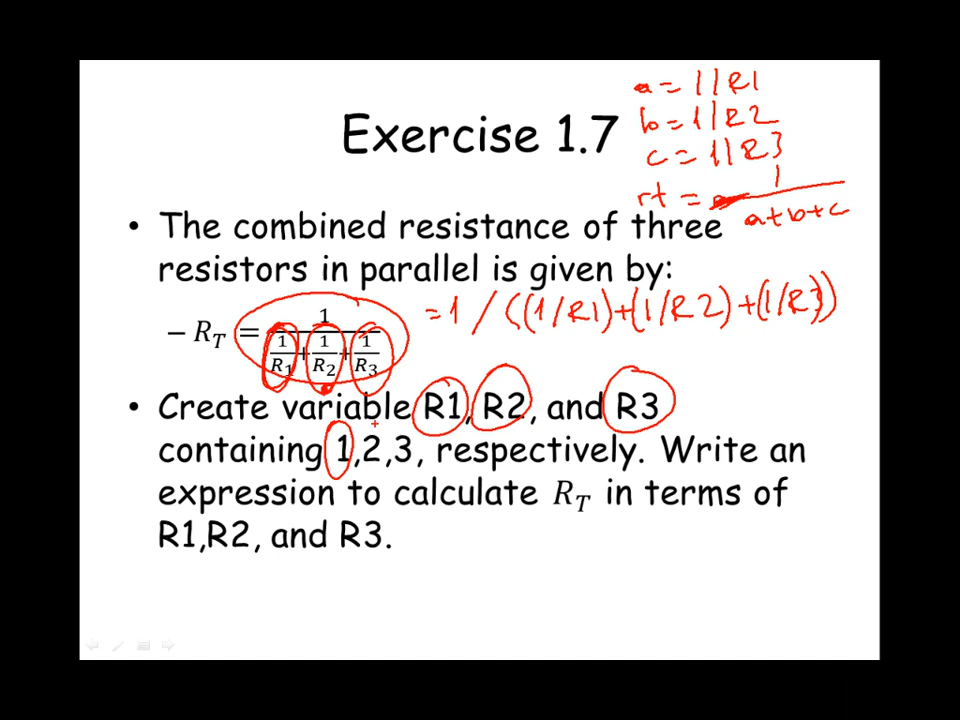 a = 1/R1
Exercise 1.7
b = 1/R2
c = 1/R3
rt = 1
a+b+c
• The combined resistance of three
resistors in parallel is given by:
= 1 / ((1/R1)+(1/R2)+(1/R3))
– R_T = 1 / (1/R₁ + 1/R₂ + 1/R₃)
• Create variable R1, R2, and R3
containing 1,2,3, respectively. Write an
expression to calculate R_T in terms of
R1,R2, and R3.